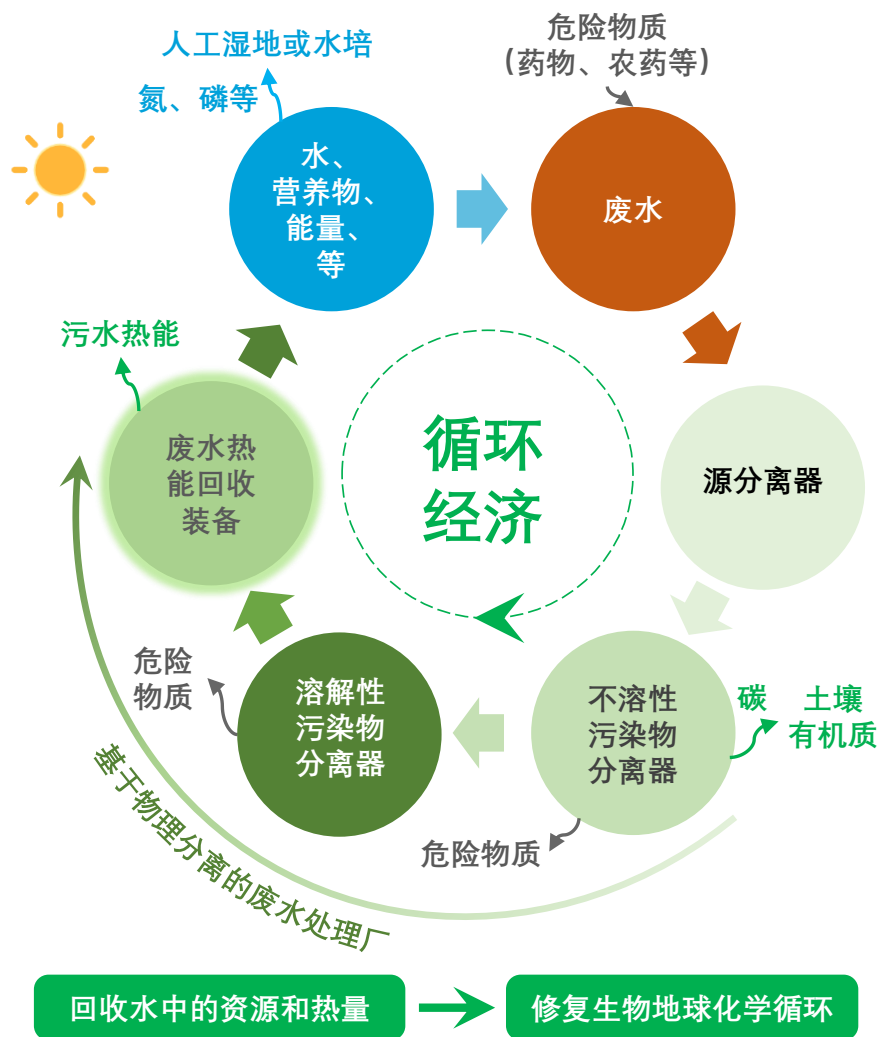 人工湿地或水培
氮、磷等
危险物质
(药物、农药等)
水、
营养物、
能量、
等
废水
污水热能
废水热
能回收
装备
循环
经济
源分离器
危险
物质
溶解性
污染物
分离器
不溶性
污染物
分离器
碳
土壤
有机质
危险物质
基于物理分离的废水处理厂
回收水中的资源和热量
修复生物地球化学循环